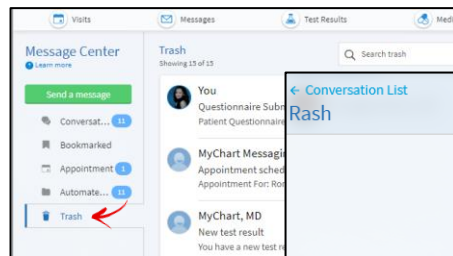 Visits
Messages
Test Results
Medi
Message Center
Learn more
Send a message
Conversat... 11
Bookmarked
Appointment 1
Automate... 11
Trash
Trash
Showing 15 of 15
Search trash
You
Questionnaire Subm
Patient Questionnaire
MyChart Messagi
Appointment sched
Appointment For: Ror
MyChart, MD
New test result
You have a new test r
← Conversation List
Rash